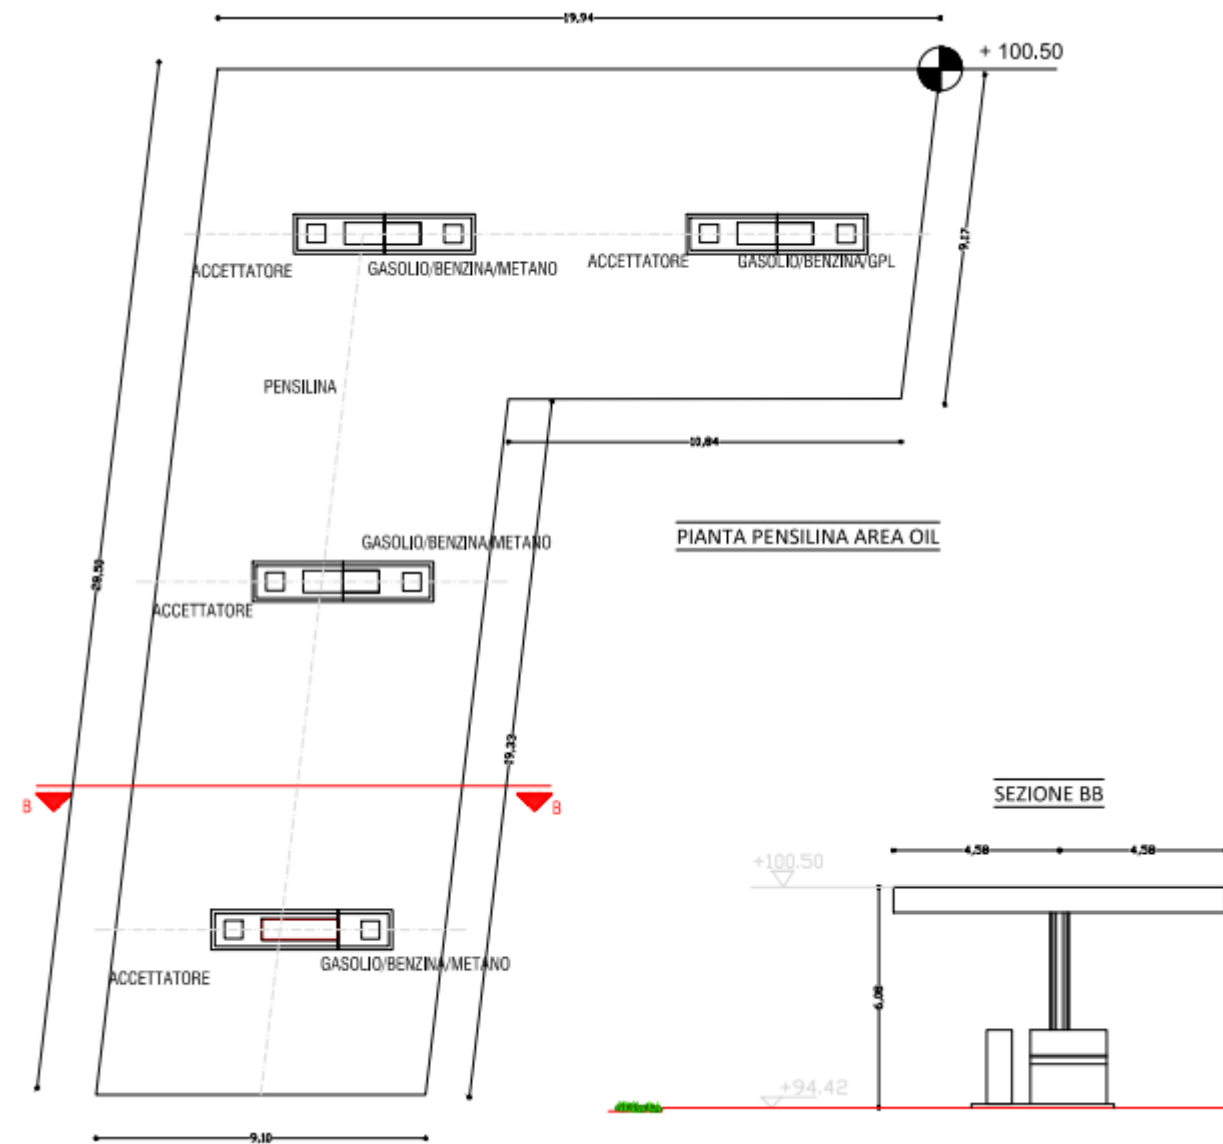 19,94
+ 100.50
9,17
ACCETTATORE
GASOLIO/BENZINA/METANO
ACCETTATORE
GASOLIO/BENZINA/GPL
PENSILINA
10,84
PIANTA PENSILINA AREA OIL
GASOLIO/BENZINA/METANO
28,50
ACCETTATORE
19,33
B
B
SEZIONE BB
4,58
4,58
+100.50
6,08
ACCETTATORE
GASOLIO/BENZINA/METANO
+94.42
9,10